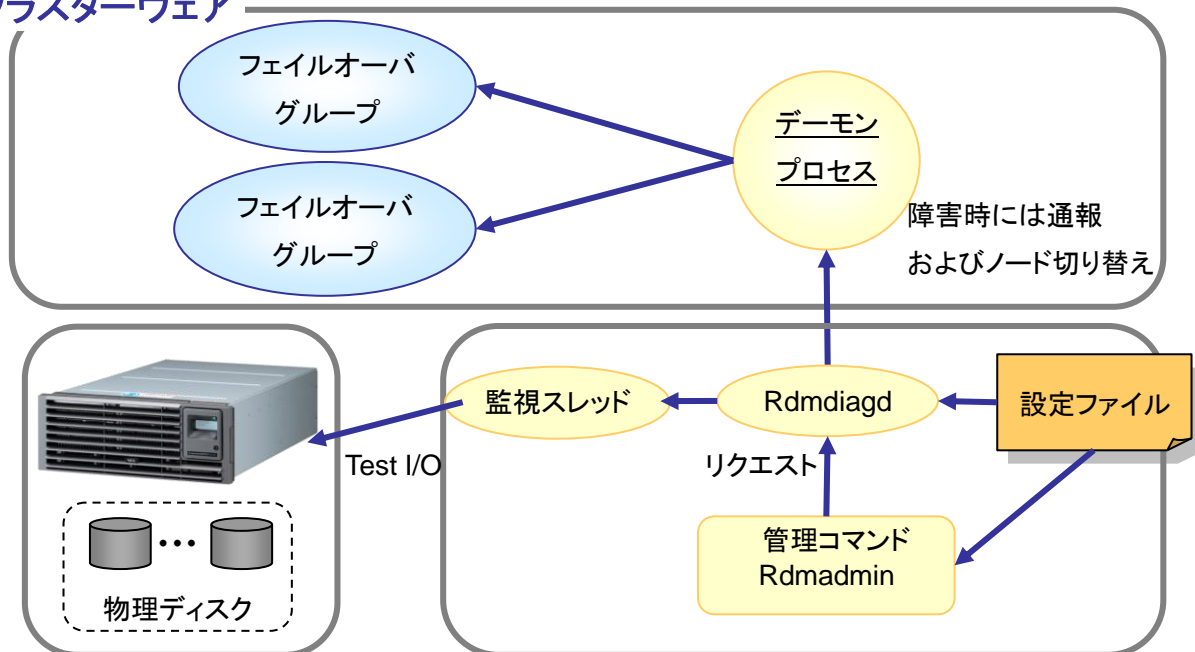 クラスターウェア
フェイルオーバ
グループ
デーモン
プロセス
フェイルオーバ
グループ
障害時には通報
およびノード切り替え
監視スレッド
Rdmdiagd
設定ファイル
Test I/O
リクエスト
管理コマンド
Rdmadmin
物理ディスク